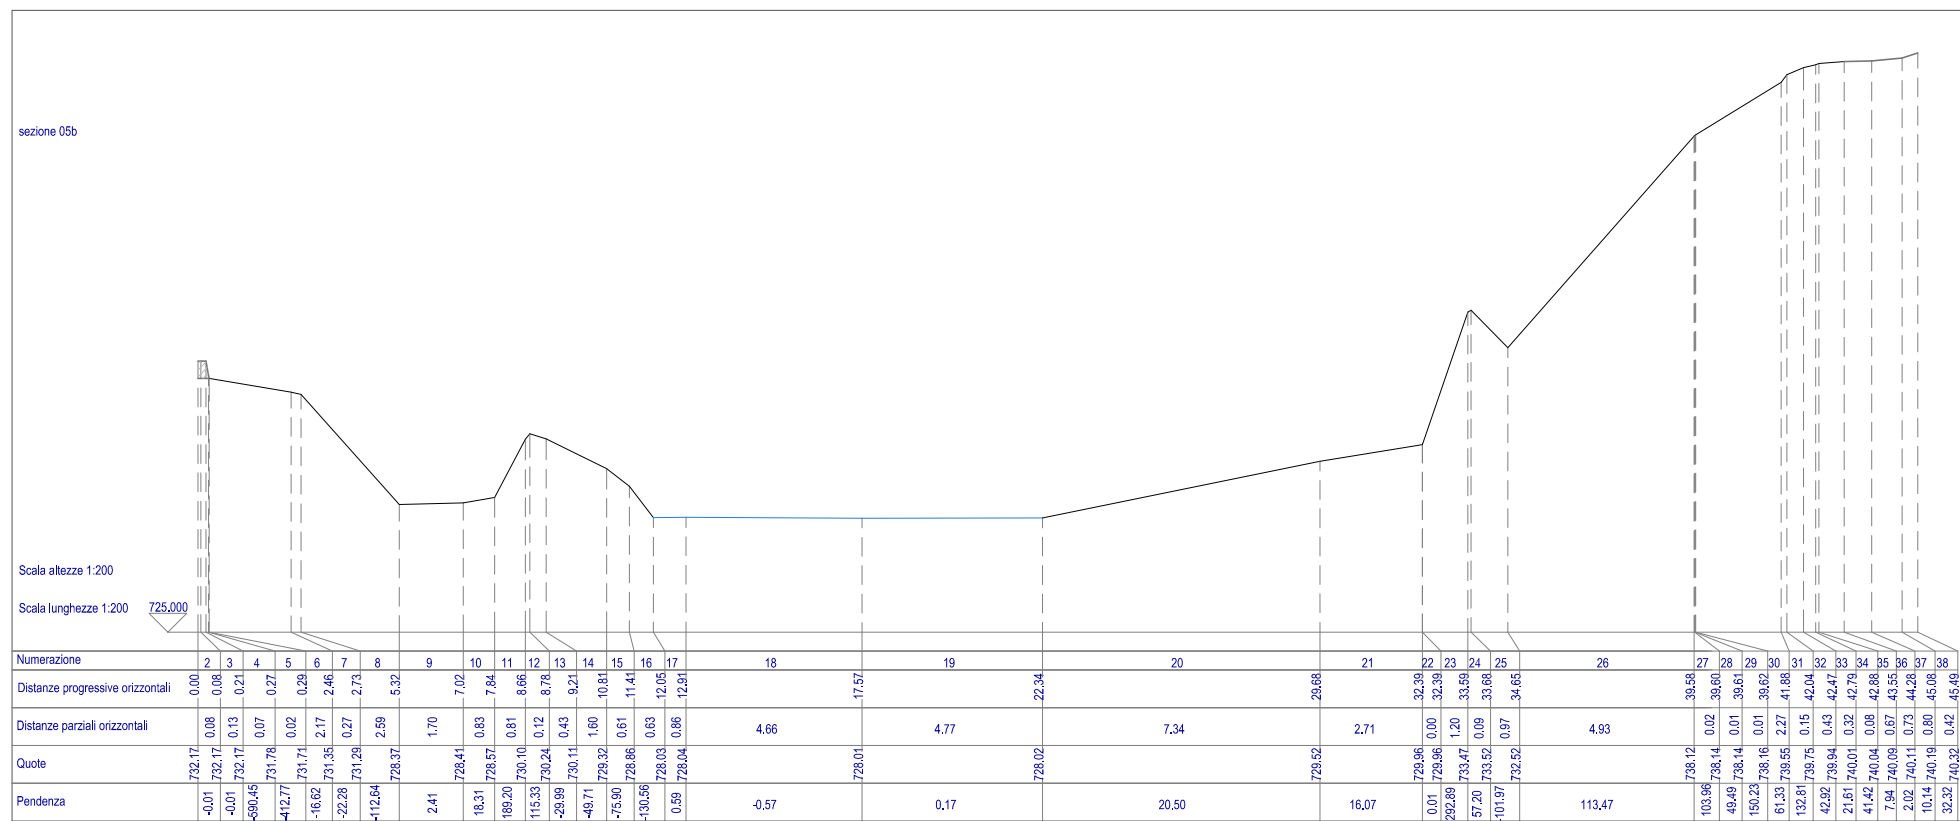 sezione 05b
Scala altezze 1:200
Scala lunghezze 1:200 725.000
Numerazione 2 3 4 5 6 7 8 9 10 11 12 13 14 15 16 17 18 19 20 21 22 23 24 25 26 27 28 29 30 31 32 33 34 35 36 37 38
Distanze progressive orizzontali 0.00 0.08 0.21 0.27 0.29 2.46 2.73 5.32 7.02 7.84 8.66 8.78 9.21 10.81 11.41 12.05 12.91 17.57 22.34 29.68 32.39 32.39 33.59 33.68 34.65 39.58 39.60 39.61 39.62 41.88 42.04 42.47 42.79 42.88 43.55 44.28 45.08 45.49
Distanze parziali orizzontali 0.08 0.13 0.07 0.02 2.17 0.27 2.59 1.70 0.83 0.81 0.12 0.43 1.60 0.61 0.63 0.86 4.66 4.77 7.34 2.71 0.00 1.20 0.09 0.97 4.93 0.02 0.01 0.01 2.27 0.15 0.43 0.32 0.08 0.67 0.73 0.80 0.42
Quote 732.17 732.17 732.17 731.78 731.71 731.35 731.29 728.37 728.41 728.57 730.10 730.24 730.11 729.32 728.86 728.03 728.04 728.01 728.02 729.52 729.96 729.96 733.47 733.52 732.52 738.12 738.14 738.14 738.16 739.55 739.75 739.94 740.01 740.04 740.09 740.11 740.19 740.32
Pendenza -0.01 -0.01 -590.45 -412.77 -16.62 -22.28 -112.64 2.41 18.31 189.20 115.33 -29.99 -49.71 -75.90 -130.56 0.59 -0.57 0.17 20.50 16.07 0.01 292.89 57.20 -101.97 113.47 103.96 49.49 150.23 61.33 132.81 42.92 21.61 41.42 7.94 2.02 10.14 32.32